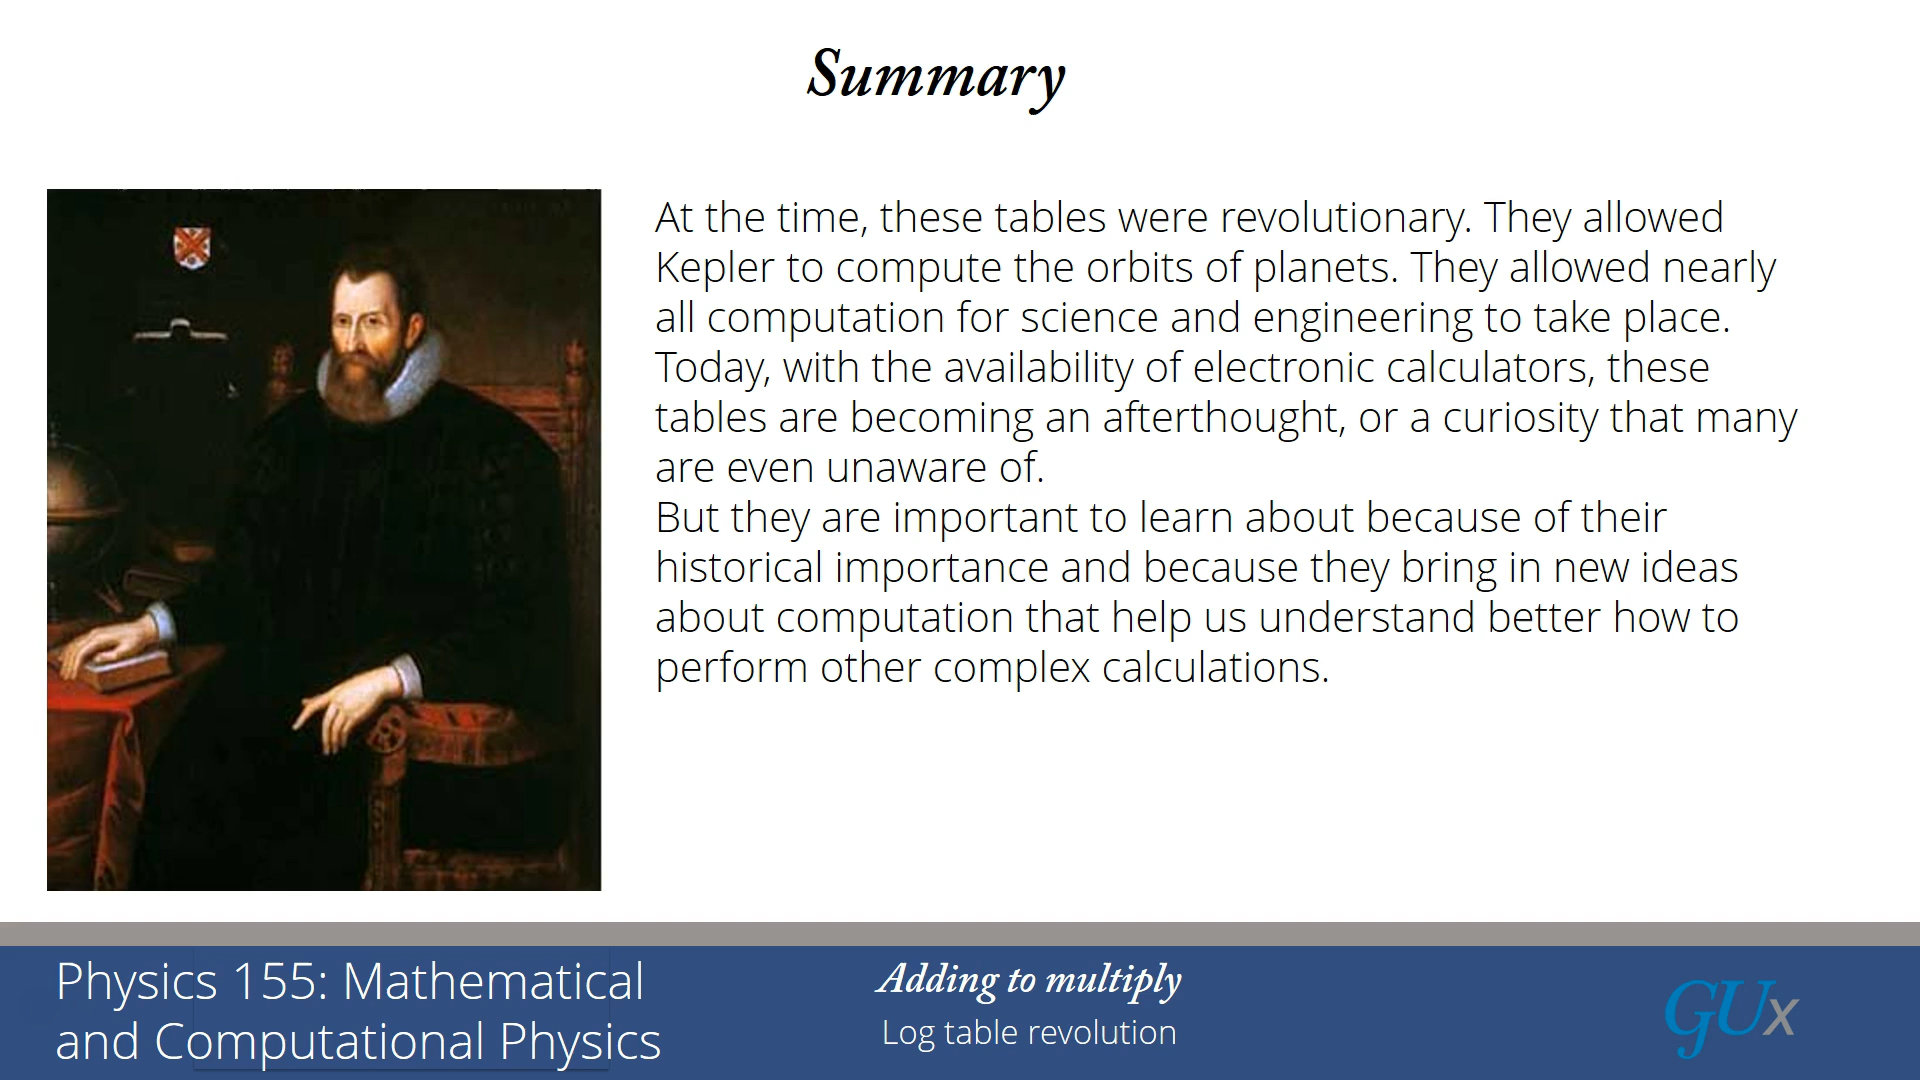 Summary
At the time, these tables were revolutionary. They allowed
Kepler to compute the orbits of planets. They allowed nearly
all computation for science and engineering to take place.
Today, with the availability of electronic calculators, these
tables are becoming an afterthought, or a curiosity that many
are even unaware of.
But they are important to learn about because of their
historical importance and because they bring in new ideas
about computation that help us understand better how to
perform other complex calculations.
Physics 155: Mathematical
and Computational Physics
Adding to multiply
Log table revolution
GUx